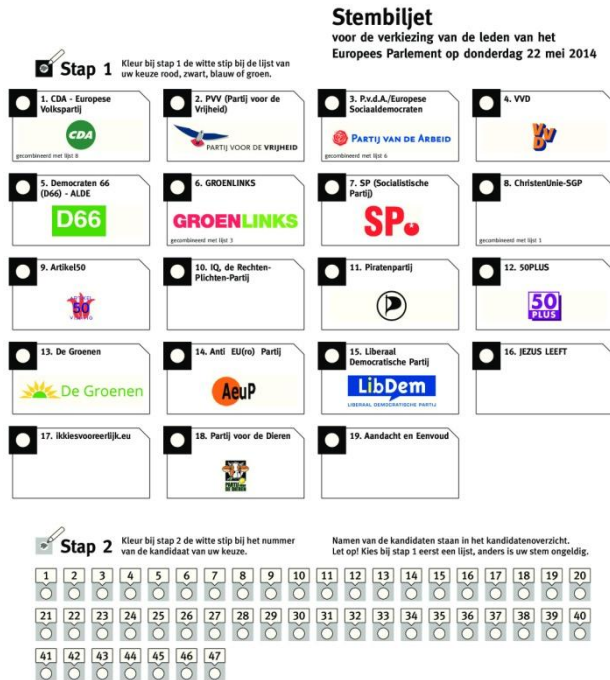 Stembiljet
voor de verkiezing van de leden van het
Europees Parlement op donderdag 22 mei 2014
Stap 1
Kleur bij stap 1 de witte stip bij de lijst van
uw keuze rood, zwart, blauw of groen.
1. CDA - Europese
Volkspartij
CDA
gecombineerd met lijst 8
2. PVV (Partij voor de
Vrijheid)
PARTIJ VOOR DE VRIJHEID
3. P.v.d.A./Europese
Sociaaldemocraten
PARTIJ VAN DE ARBEID
gecombineerd met lijst 6
4. VVD
VVD
5. Democraten 66
(D66) - ALDE
D66
6. GROENLINKS
GROENLINKS
gecombineerd met lijst 3
7. SP (Socialistische
Partij)
SP.
8. ChristenUnie-SGP
gecombineerd met lijst 1
9. Artikel50
50
10. IQ, de Rechten-
Plichten-Partij
11. Piratenpartij
12. 50PLUS
50
PLUS
13. De Groenen
De Groenen
14. Anti EU(ro) Partij
AeuP
15. Liberaal
Democratische Partij
LibDem
LIBERAAL DEMOCRATISCHE PARTIJ
16. JEZUS LEEFT
17. ikkiesvooreerlijk.eu
18. Partij voor de Dieren
PARTIJ VOOR
DE DIEREN
19. Aandacht en Eenvoud
Stap 2
Kleur bij stap 2 de witte stip bij het nummer
van de kandidaat van uw keuze.
Namen van de kandidaten staan in het kandidatenoverzicht.
Let op! Kies bij stap 1 eerst een lijst, anders is uw stem ongeldig.
1 2 3 4 5 6 7 8 9 10 11 12 13 14 15 16 17 18 19 20
21 22 23 24 25 26 27 28 29 30 31 32 33 34 35 36 37 38 39 40
41 42 43 44 45 46 47